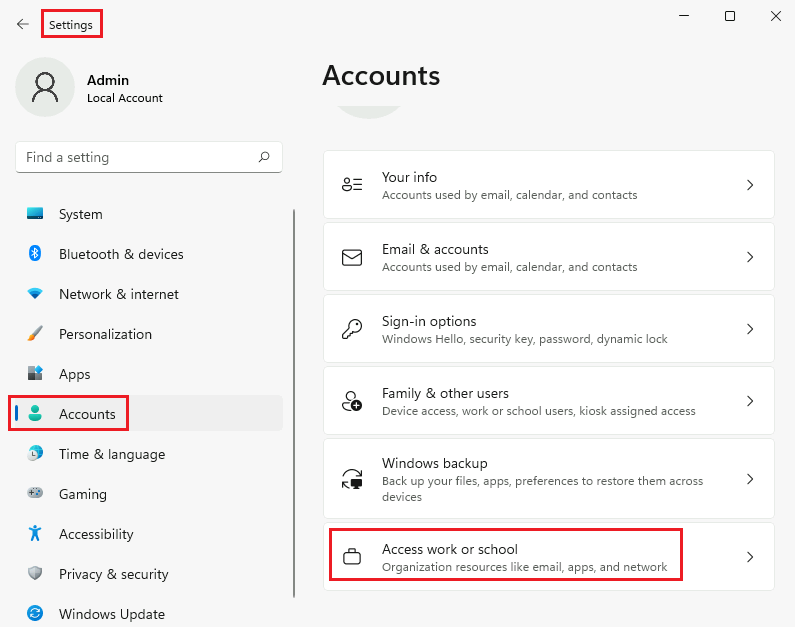 Settings
Admin
Local Account
Find a setting
System
Bluetooth & devices
Network & internet
Personalization
Apps
Accounts
Time & language
Gaming
Accessibility
Privacy & security
Windows Update
Accounts
Your info
Accounts used by email, calendar, and contacts
Email & accounts
Accounts used by email, calendar, and contacts
Sign-in options
Windows Hello, security key, password, dynamic lock
Family & other users
Device access, work or school users, kiosk assigned access
Windows backup
Back up your files, apps, preferences to restore them across
devices
Access work or school
Organization resources like email, apps, and network